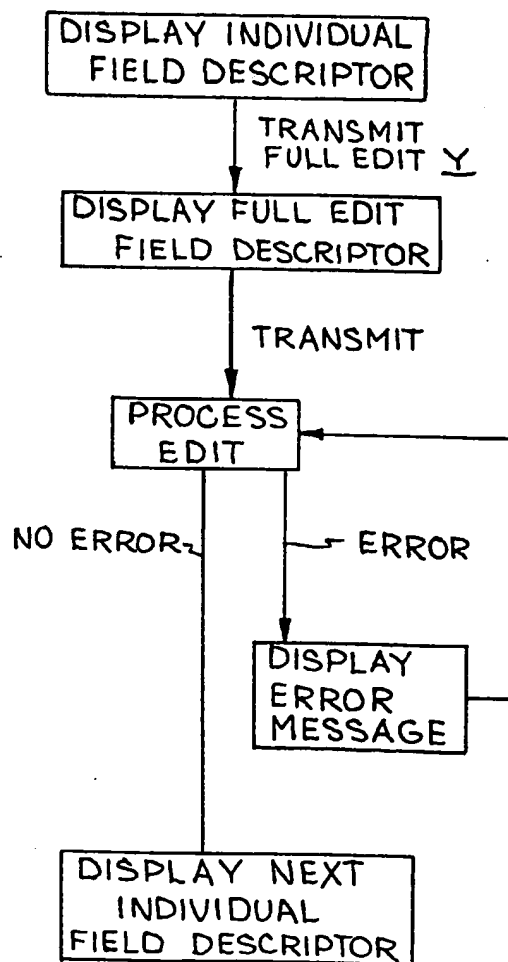 DISPLAY INDIVIDUAL
FIELD DESCRIPTOR
TRANSMIT
FULL EDIT Y
DISPLAY FULL EDIT
FIELD DESCRIPTOR
TRANSMIT
PROCESS
EDIT
NO ERROR
ERROR
DISPLAY
ERROR
MESSAGE
DISPLAY NEXT
INDIVIDUAL
FIELD DESCRIPTOR